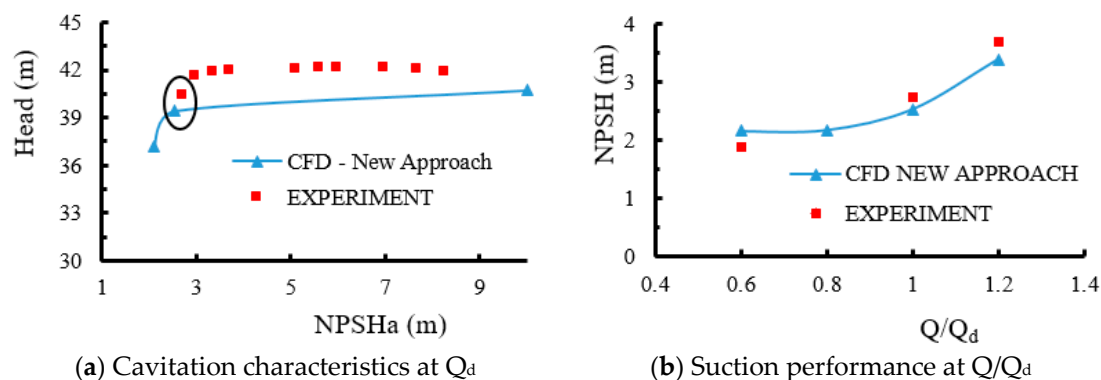 45
42
39
36
33
30
Head (m)
CFD - New Approach
EXPERIMENT
1
3
5
7
9
NPSHa (m)
(a) Cavitation characteristics at Qd
4
3
2
1
0
NPSH (m)
CFD NEW APPROACH
EXPERIMENT
0.4
0.6
0.8
1
1.2
1.4
Q/Qd
(b) Suction performance at Q/Qd